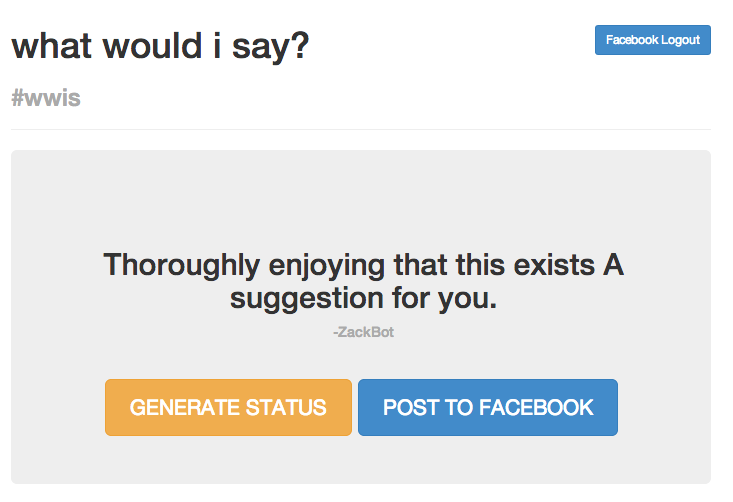 what would i say?
Facebook Logout
#wwis
Thoroughly enjoying that this exists A
suggestion for you.
-ZackBot
GENERATE STATUS
POST TO FACEBOOK